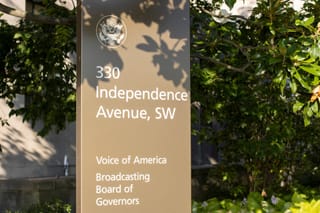 330
Independence
Avenue, SW
Voice of America
Broadcasting
Board of
Governors